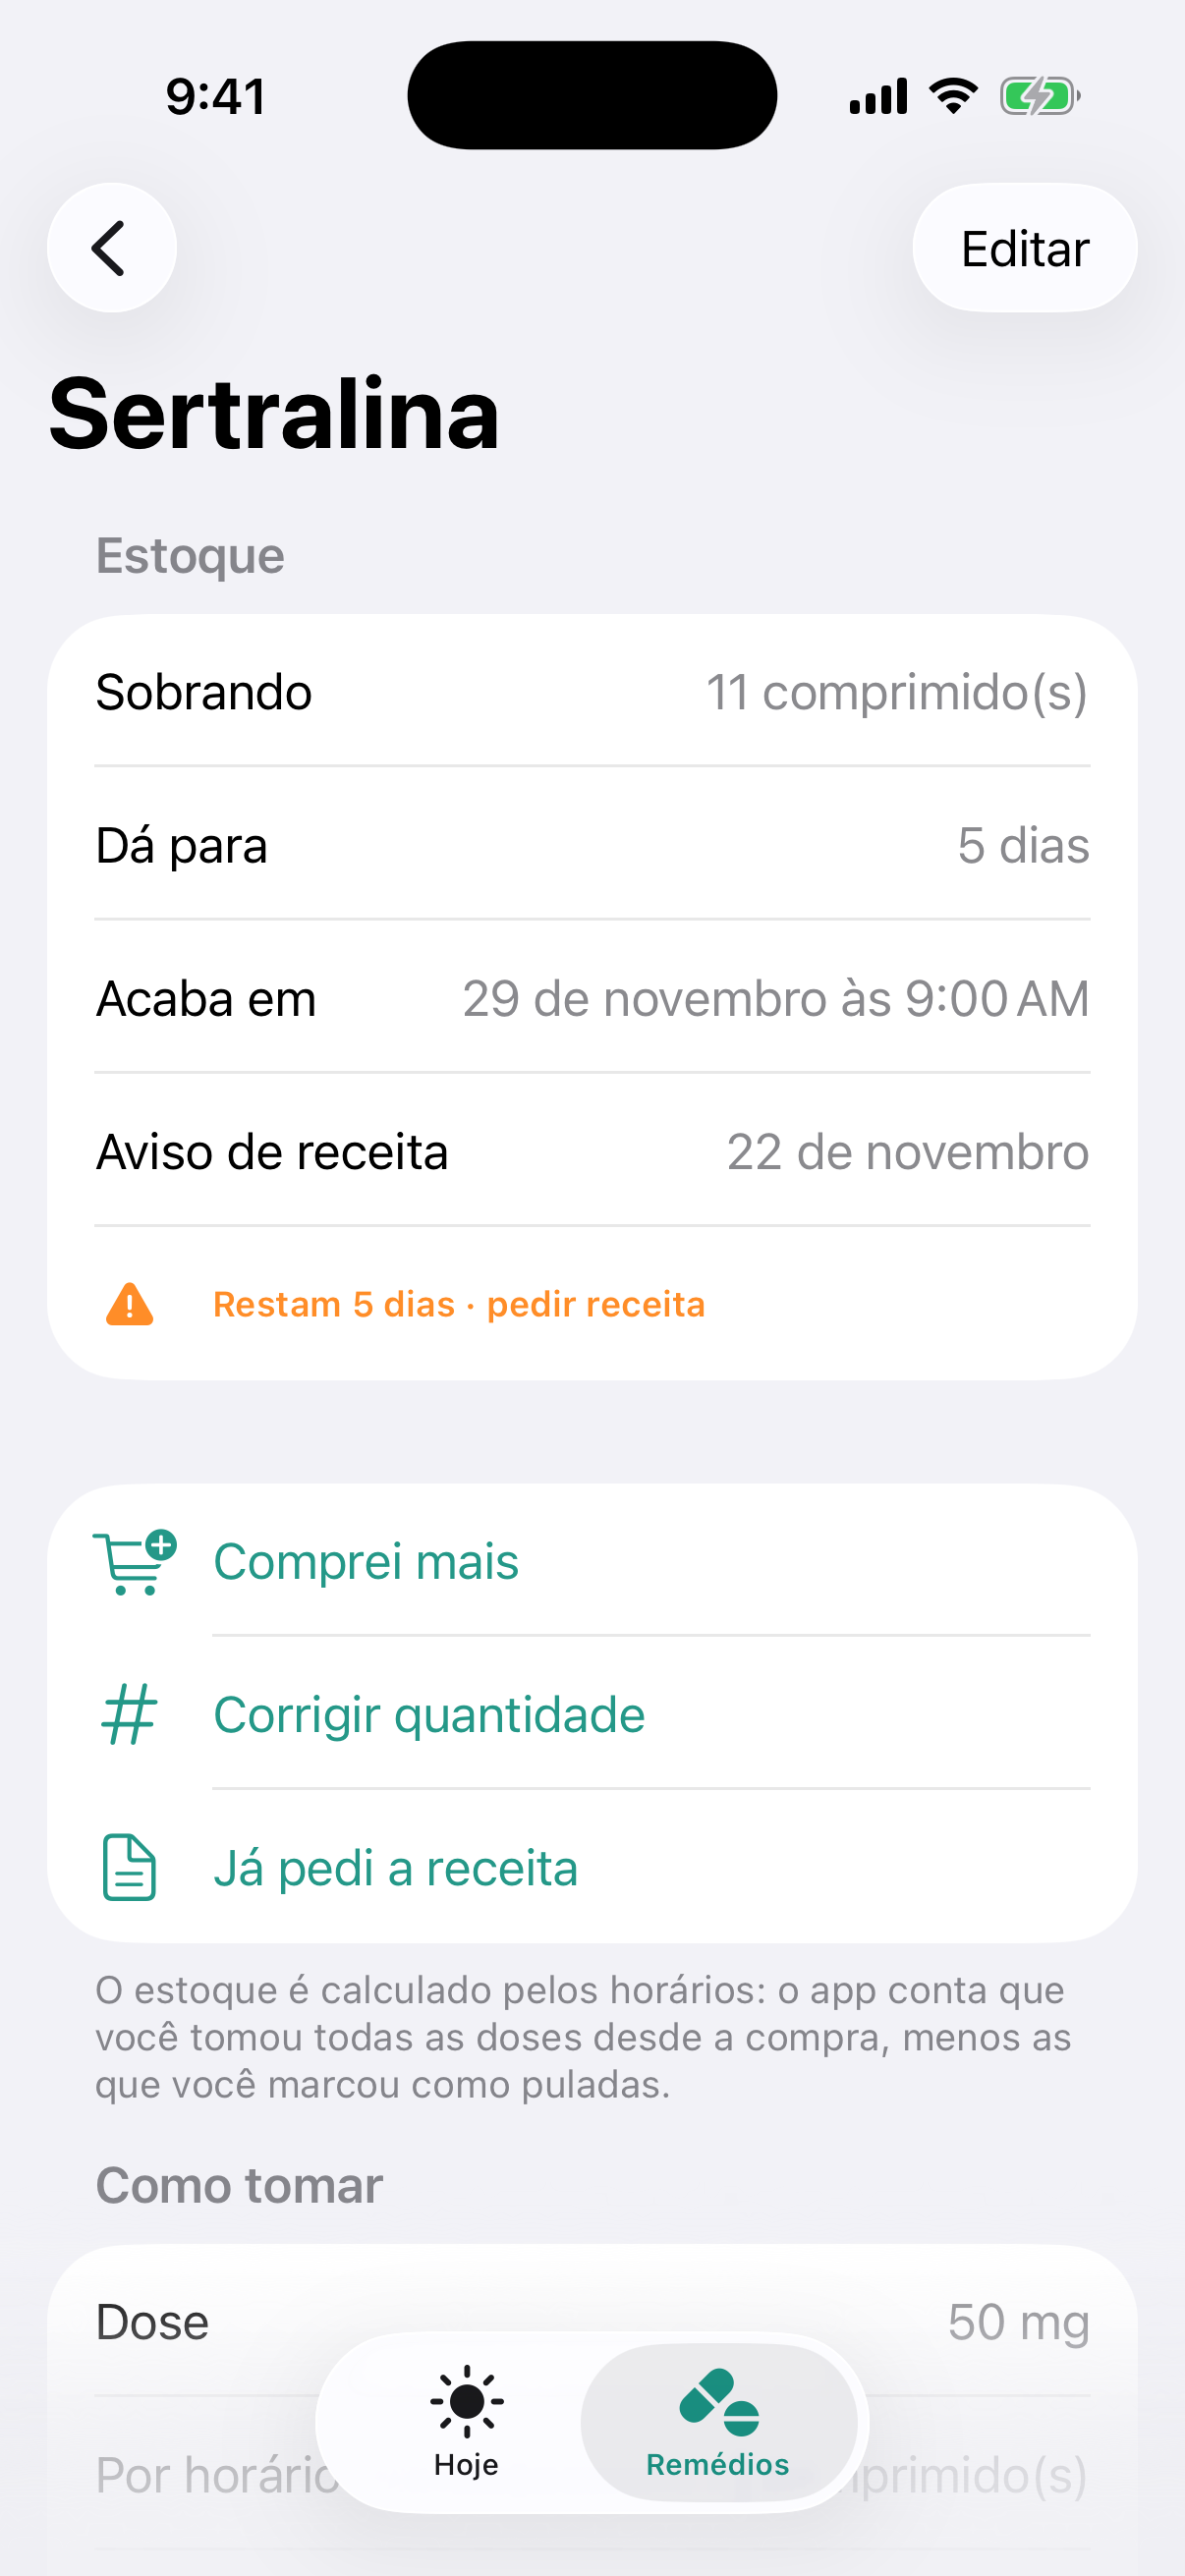 9:41
Editar
Sertralina
Estoque
Sobrando 11 comprimido(s)
Dá para 5 dias
Acaba em 29 de novembro às 9:00 AM
Aviso de receita 22 de novembro
Restam 5 dias · pedir receita
Comprei mais
Corrigir quantidade
Já pedi a receita
O estoque é calculado pelos horários: o app conta que
você tomou todas as doses desde a compra, menos as
que você marcou como puladas.
Como tomar
Dose 50 mg
Por horário
Hoje
Remédios